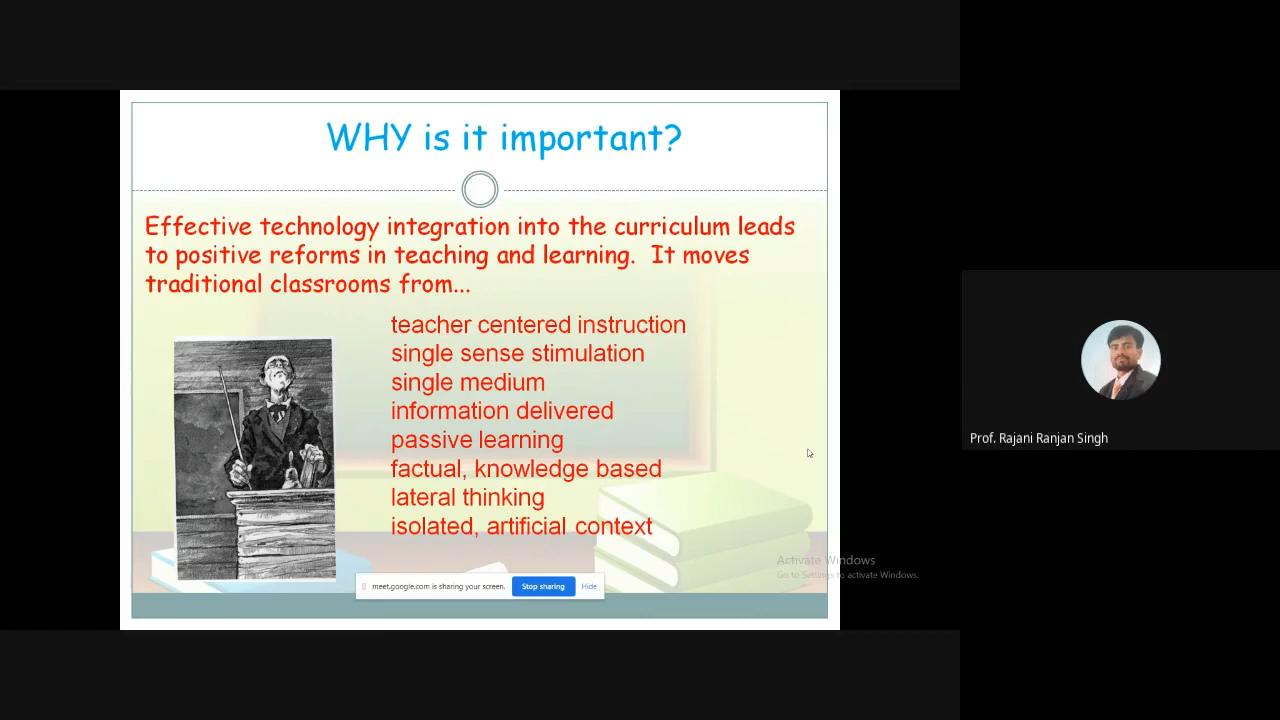 WHY is it important?
Effective technology integration into the curriculum leads
to positive reforms in teaching and learning. It moves
traditional classrooms from...
teacher centered instruction
single sense stimulation
single medium
information delivered
passive learning
factual, knowledge based
lateral thinking
isolated, artificial context
meet.google.com is sharing your screen. Stop sharing Hide
Activate Windows
Go to Settings to activate Windows.
Prof. Rajani Ranjan Singh